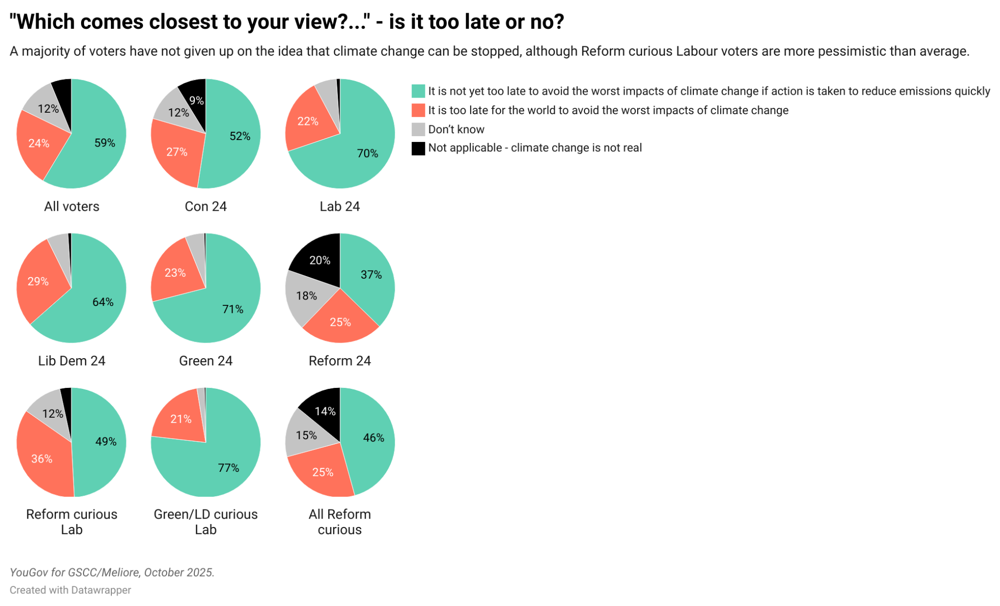 "Which comes closest to your view?..." - is it too late or no?
A majority of voters have not given up on the idea that climate change can be stopped, although Reform curious Labour voters are more pessimistic than average.
It is not yet too late to avoid the worst impacts of climate change if action is taken to reduce emissions quickly
It is too late for the world to avoid the worst impacts of climate change
Don’t know
Not applicable - climate change is not real
12%
24%
59%
All voters
9%
12%
27%
52%
Con 24
22%
70%
Lab 24
29%
64%
Lib Dem 24
23%
71%
Green 24
20%
37%
18%
25%
Reform 24
12%
36%
49%
Reform curious
Lab
21%
77%
Green/LD curious
Lab
14%
15%
46%
25%
All Reform
curious
YouGov for GSCC/Meliore, October 2025.
Created with Datawrapper